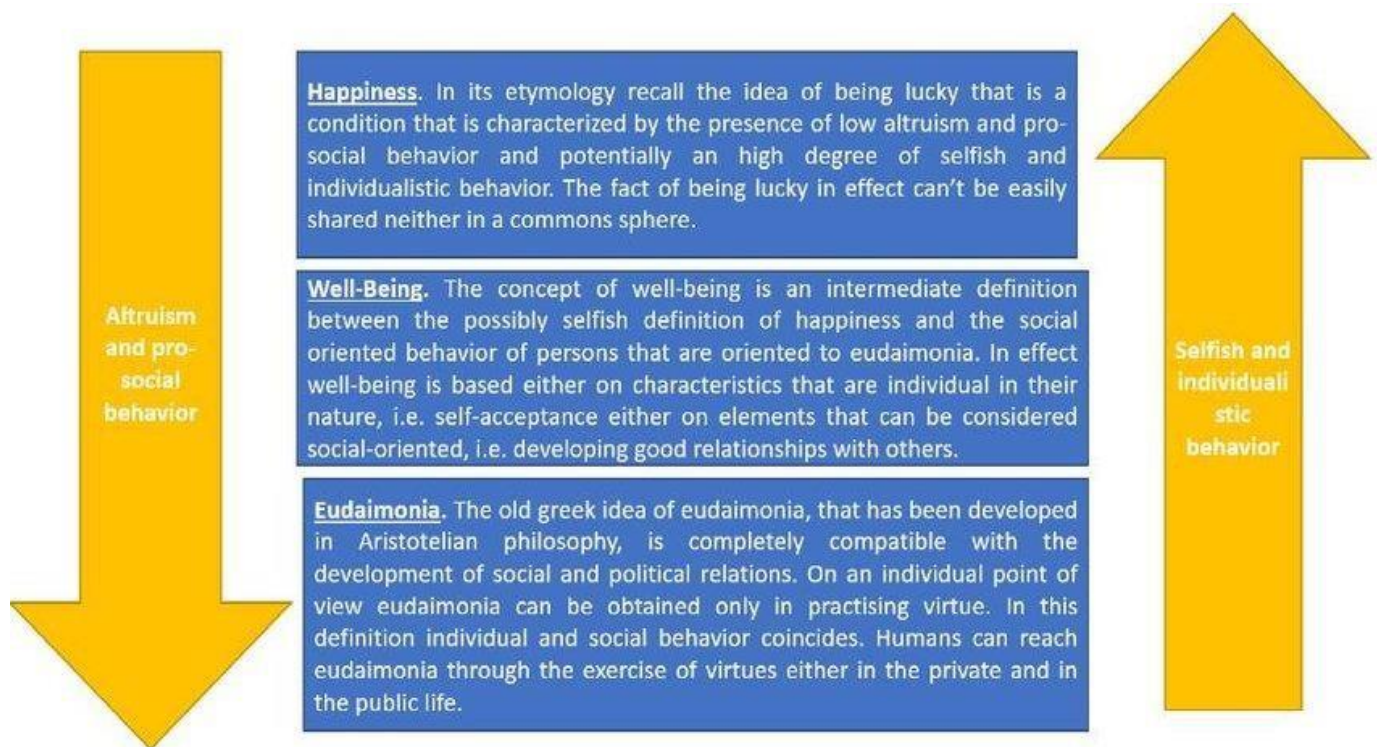 Altruism
and pro-
social
behavior
Happiness. In its etymology recall the idea of being lucky that is a
condition that is characterized by the presence of low altruism and pro-
social behavior and potentially an high degree of selfish and
individualistic behavior. The fact of being lucky in effect can't be easily
shared neither in a commons sphere.
Well-Being. The concept of well-being is an intermediate definition
between the possibly selfish definition of happiness and the social
oriented behavior of persons that are oriented to eudaimonia. In effect
well-being is based either on characteristics that are individual in their
nature, i.e. self-acceptance either on elements that can be considered
social-oriented, i.e. developing good relationships with others.
Eudaimonia. The old greek idea of eudaimonia, that has been developed
in Aristotelian philosophy, is completely compatible with the
development of social and political relations. On an individual point of
view eudaimonia can be obtained only in practising virtue. In this
definition individual and social behavior coincides. Humans can reach
eudaimonia through the exercise of virtues either in the private and in
the public life.
Selfish and
individuali
stic
behavior